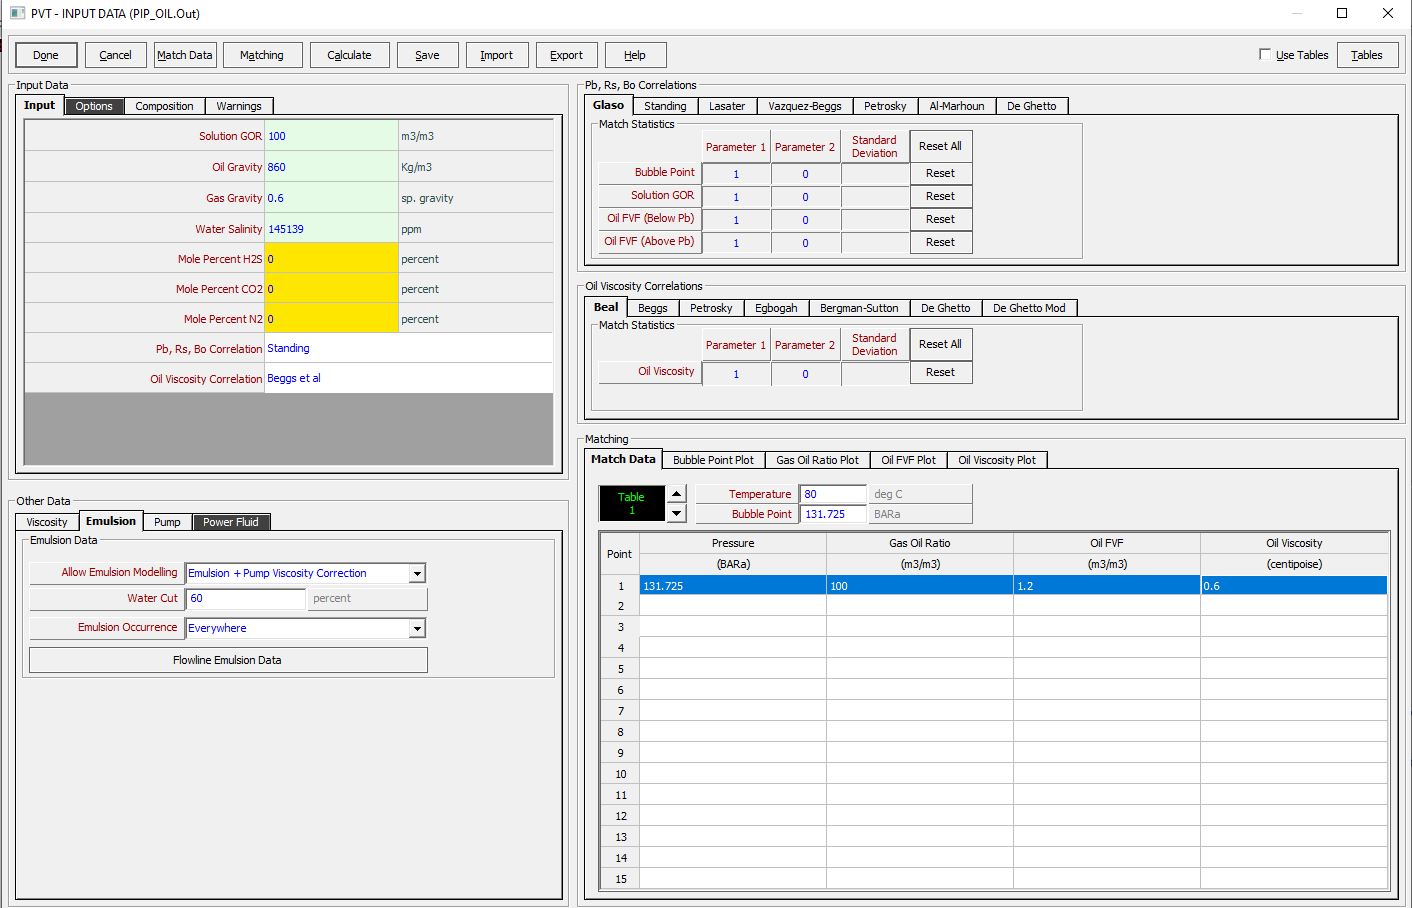 PVT - INPUT DATA (PIP_OIL.Out)
Done Cancel Match Data Matching Calculate Save Import Export Help Use Tables Tables
Input Data
Input Options Composition Warnings
Solution GOR 100 m3/m3
Oil Gravity 860 Kg/m3
Gas Gravity 0.6 sp. gravity
Water Salinity 145139 ppm
Mole Percent H2S 0 percent
Mole Percent CO2 0 percent
Mole Percent N2 0 percent
Pb, Rs, Bo Correlation Standing
Oil Viscosity Correlation Beggs et al
Other Data
Viscosity Emulsion Pump Power Fluid
Emulsion Data
Allow Emulsion Modelling Emulsion + Pump Viscosity Correction
Water Cut 60 percent
Emulsion Occurrence Everywhere
Flowline Emulsion Data
Pb, Rs, Bo Correlations
Glaso Standing Lasater Vazquez-Beggs Petrosky Al-Marhoun De Ghetto
Match Statistics
Parameter 1 Parameter 2 Standard Deviation Reset All
Bubble Point 1 0 Reset
Solution GOR 1 0 Reset
Oil FVF (Below Pb) 1 0 Reset
Oil FVF (Above Pb) 1 0 Reset
Oil Viscosity Correlations
Beal Beggs Petrosky Egbogah Bergman-Sutton De Ghetto De Ghetto Mod
Match Statistics
Parameter 1 Parameter 2 Standard Deviation Reset All
Oil Viscosity 1 0 Reset
Matching
Match Data Bubble Point Plot Gas Oil Ratio Plot Oil FVF Plot Oil Viscosity Plot
Table 1
Temperature 80 deg C
Bubble Point 131.725 BARa
Point Pressure Gas Oil Ratio Oil FVF Oil Viscosity
(BARa) (m3/m3) (m3/m3) (centipoise)
1 131.725 100 1.2 0.6
2
3
4
5
6
7
8
9
10
11
12
13
14
15